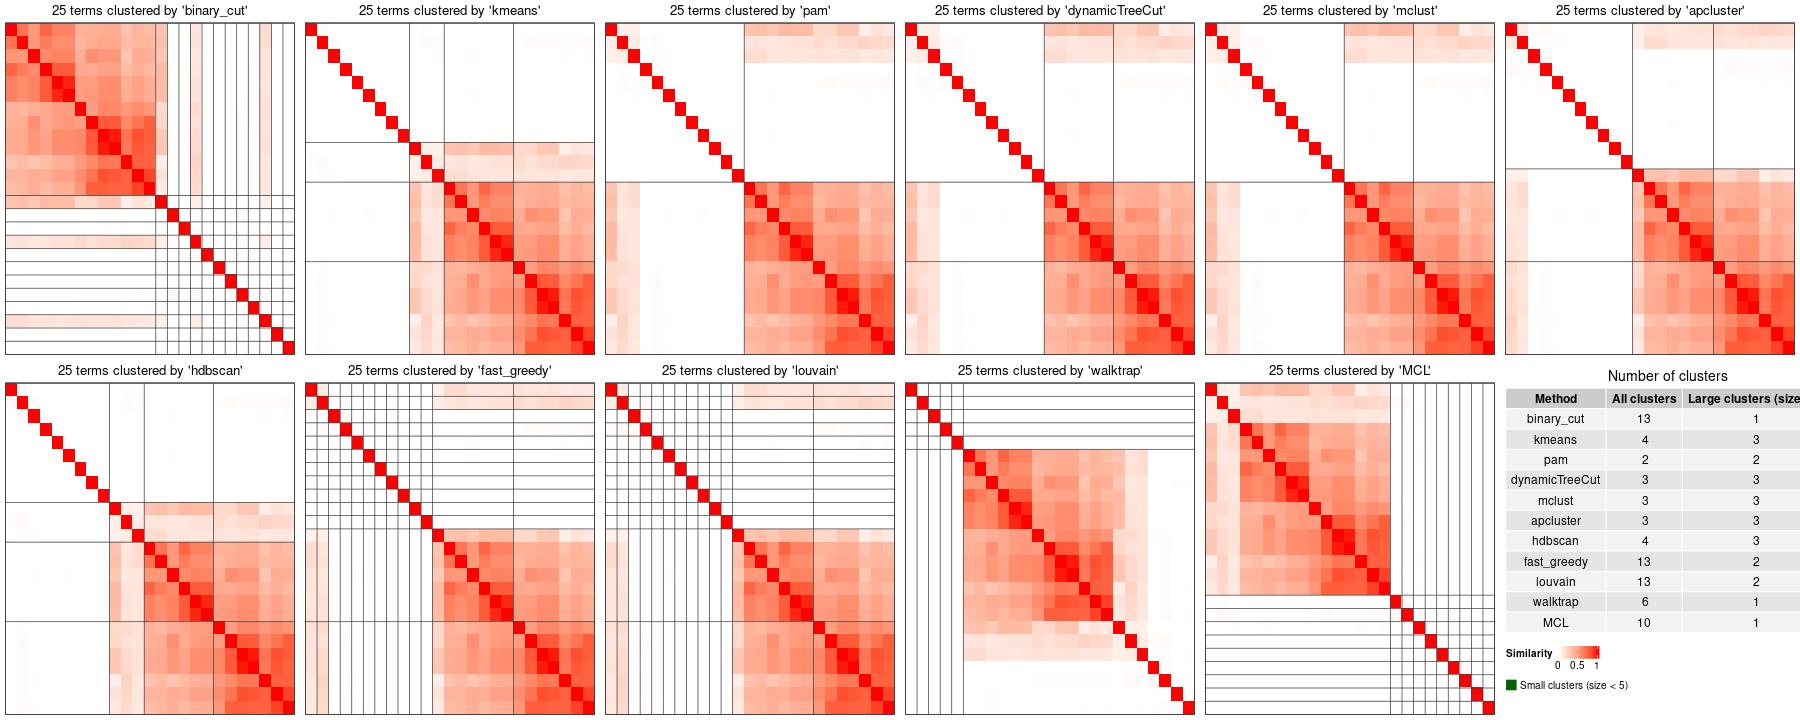 25 terms clustered by 'binary_cut'
25 terms clustered by 'kmeans'
25 terms clustered by 'pam'
25 terms clustered by 'dynamicTreeCut'
25 terms clustered by 'mclust'
25 terms clustered by 'apcluster'
25 terms clustered by 'hdbscan'
25 terms clustered by 'fast_greedy'
25 terms clustered by 'louvain'
25 terms clustered by 'walktrap'
25 terms clustered by 'MCL'
Number of clusters
Method All clusters Large clusters (size
binary_cut 13 1
kmeans 4 3
pam 2 2
dynamicTreeCut 3 3
mclust 3 3
apcluster 3 3
hdbscan 4 3
fast_greedy 13 2
louvain 13 2
walktrap 6 1
MCL 10 1
Similarity
0 0.5 1
Small clusters (size < 5)